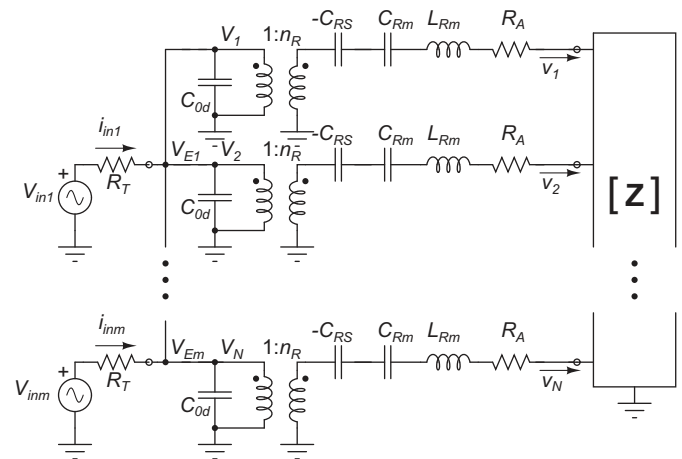 V1 1:nR -CRS CRm LRm RA
C0d v1
iin1 VE1 V2 1:nR -CRS CRm LRm RA
Vin1 + RT C0d v2
[Z]
iinm VEm VN 1:nR -CRS CRm LRm RA
Vinm + RT C0d vN